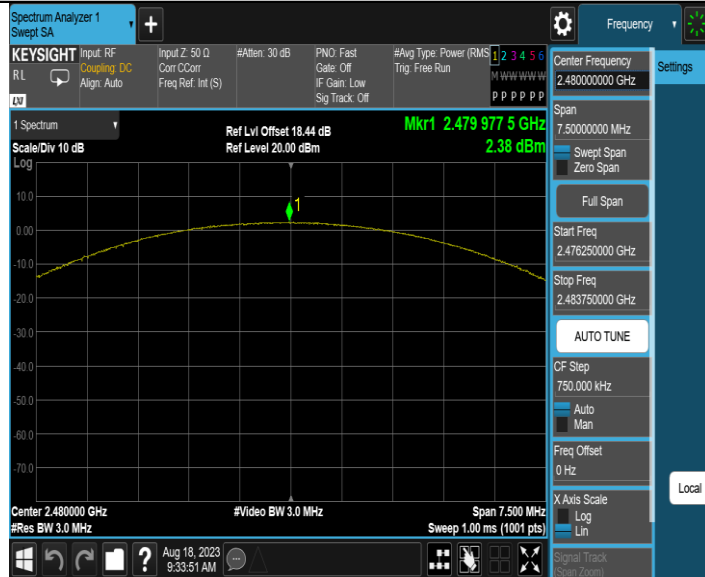 Spectrum Analyzer 1
Swept SA
+
Frequency
KEYSIGHT
RL
LXI
Input: RF
Coupling: DC
Align: Auto
Input Z: 50 Ω
Corr CCorr
Freq Ref: Int (S)
#Atten: 30 dB
PNO: Fast
Gate: Off
IF Gain: Low
Sig Track: Off
#Avg Type: Power (RMS
Trig: Free Run
1 2 3 4 5 6
M W W W W W
P P P P P P
1 Spectrum
Scale/Div 10 dB
Log
Ref Lvl Offset 18.44 dB
Ref Level 20.00 dBm
Mkr1 2.479 977 5 GHz
2.38 dBm
1
10.0
0.00
-10.0
-20.0
-30.0
-40.0
-50.0
-60.0
-70.0
Center 2.480000 GHz
#Res BW 3.0 MHz
#Video BW 3.0 MHz
Span 7.500 MHz
Sweep 1.00 ms (1001 pts)
?
Aug 18, 2023
9:33:51 AM
Center Frequency
2.480000000 GHz
Span
7.50000000 MHz
Swept Span
Zero Span
Full Span
Start Freq
2.476250000 GHz
Stop Freq
2.483750000 GHz
AUTO TUNE
CF Step
750.000 kHz
Auto
Man
Freq Offset
0 Hz
X Axis Scale
Log
Lin
Signal Track
(Span Zoom)
Settings
Local